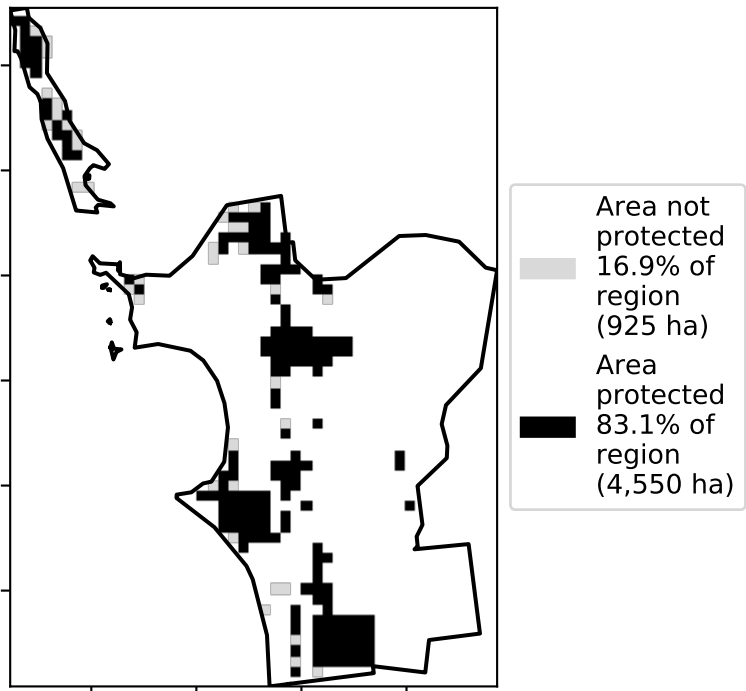 Area not
protected
16.9% of
region
(925 ha)
Area
protected
83.1% of
region
(4,550 ha)